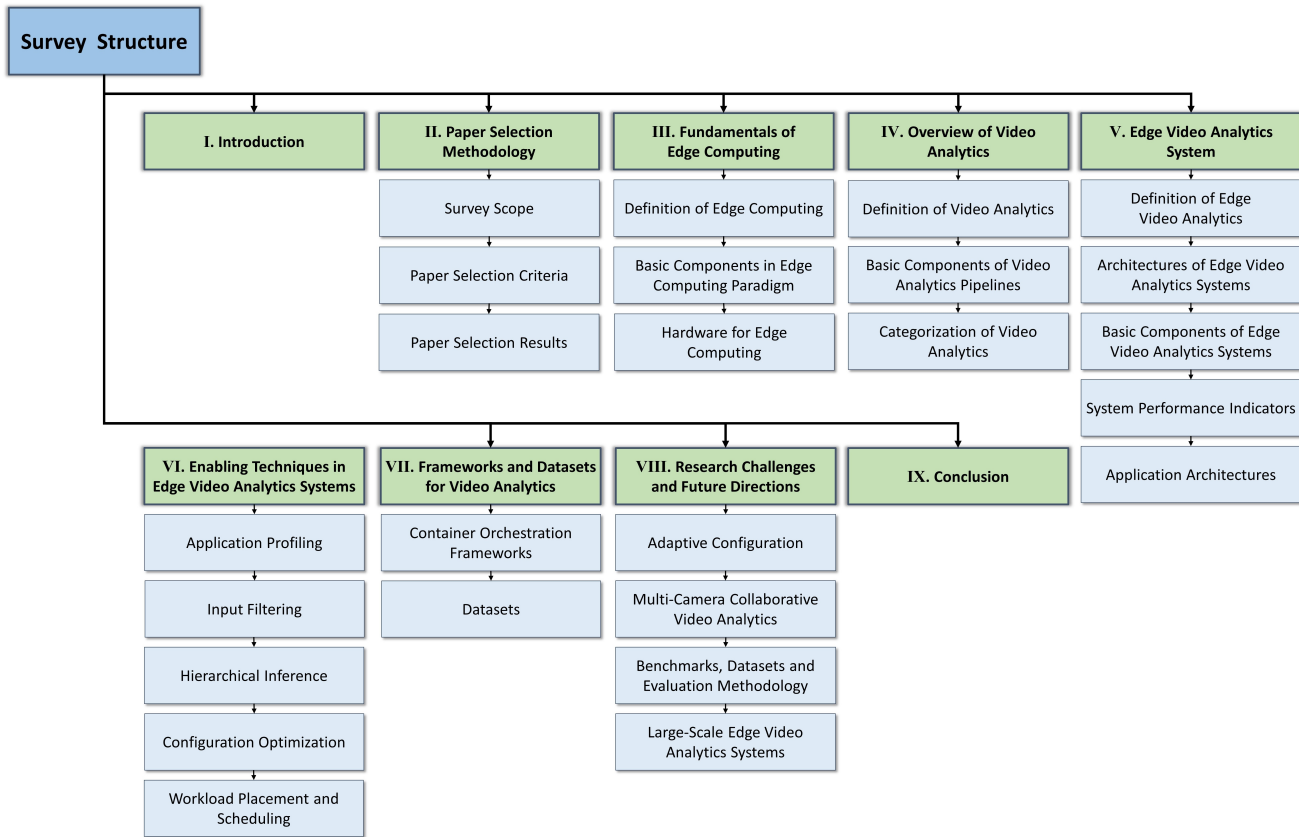 Survey Structure
I. Introduction
II. Paper Selection
Methodology
Survey Scope
Paper Selection Criteria
Paper Selection Results
III. Fundamentals of
Edge Computing
Definition of Edge Computing
Basic Components in Edge
Computing Paradigm
Hardware for Edge
Computing
IV. Overview of Video
Analytics
Definition of Video Analytics
Basic Components of Video
Analytics Pipelines
Categorization of Video
Analytics
V. Edge Video Analytics
System
Definition of Edge
Video Analytics
Architectures of Edge Video
Analytics Systems
Basic Components of Edge
Video Analytics Systems
System Performance Indicators
Application Architectures
VI. Enabling Techniques in
Edge Video Analytics Systems
Application Profiling
Input Filtering
Hierarchical Inference
Configuration Optimization
Workload Placement and
Scheduling
VII. Frameworks and Datasets
for Video Analytics
Container Orchestration
Frameworks
Datasets
VIII. Research Challenges
and Future Directions
Adaptive Configuration
Multi-Camera Collaborative
Video Analytics
Benchmarks, Datasets and
Evaluation Methodology
Large-Scale Edge Video
Analytics Systems
IX. Conclusion